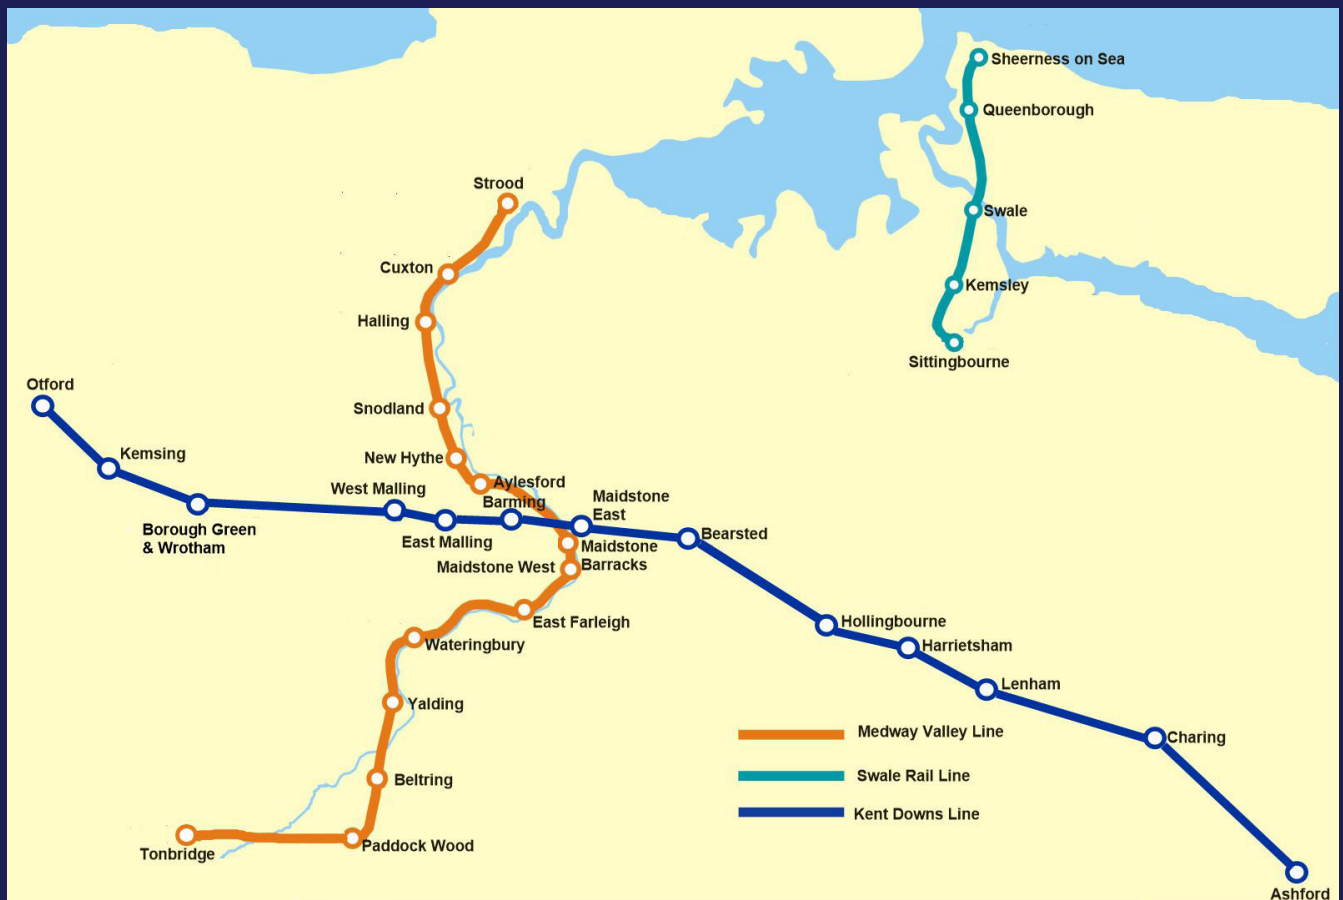 Sheerness on Sea
Queenborough
Strood
Swale
Cuxton
Kemsley
Halling
Sittingbourne
Otford
Snodland
Kemsing
New Hythe
Aylesford
West Malling
Barming
Maidstone
East
Borough Green
& Wrotham
East Malling
Bearsted
Maidstone
Barracks
Maidstone West
East Farleigh
Hollingbourne
Wateringbury
Harrietsham
Lenham
Yalding
Medway Valley Line
Charing
Beltring
Swale Rail Line
Kent Downs Line
Paddock Wood
Tonbridge
Ashford